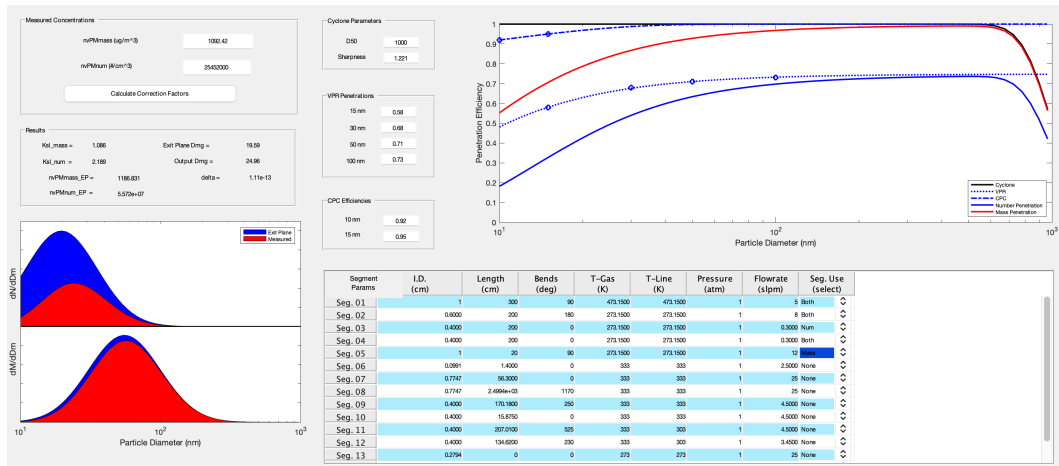 Measured Concentrations
nvPMmass (ug/m^3) 1092.42
nvPMnum (#/cm^3) 25452000
Calculate Correction Factors
Results
Ksl_mass = 1.086 Exit Plane Dmg = 19.59
Ksl_num = 2.189 Output Dmg = 24.96
nvPMmass_EP = 1186.831 delta = 1.11e-13
nvPMnum_EP = 5.572e+07
Cyclone Parameters
D50 1000
Sharpness 1.221
VPR Penetrations
15 nm 0.58
30 nm 0.68
50 nm 0.71
100 nm 0.73
CPC Efficiencies
10 nm 0.92
15 nm 0.95
Penetration Efficiency
1
0.9
0.8
0.7
0.6
0.5
0.4
0.3
0.2
0.1
0
10^1 10^2 10^3
Particle Diameter (nm)
Cyclone
VPR
CPC
Number Penetration
Mass Penetration
dN/dDm
Exit Plane
Measured
dM/dDm
10^1 10^2 10^3
Particle Diameter (nm)
Segment Params I.D. (cm) Length (cm) Bends (deg) T-Gas (K) T-Line (K) Pressure (atm) Flowrate (slpm) Seg. Use (select)
Seg. 01 1 300 90 473.1500 473.1500 1 5 Both
Seg. 02 0.6000 200 180 273.1500 273.1500 1 8 Both
Seg. 03 0.4000 200 0 273.1500 273.1500 1 0.3000 Num
Seg. 04 0.4000 200 0 273.1500 273.1500 1 0.3000 Both
Seg. 05 1 20 90 273.1500 273.1500 1 12 Mass
Seg. 06 0.0991 1.4000 0 333 333 1 2.5000 None
Seg. 07 0.7747 56.3000 0 333 333 1 25 None
Seg. 08 0.7747 2.4994e+03 1170 333 333 1 25 None
Seg. 09 0.4000 170.1800 250 333 333 1 4.5000 None
Seg. 10 0.4000 15.8750 0 333 333 1 4.5000 None
Seg. 11 0.4000 207.0100 525 333 303 1 4.5000 None
Seg. 12 0.4000 134.6200 230 333 303 1 3.4500 None
Seg. 13 0.2794 0 0 273 273 1 25 None